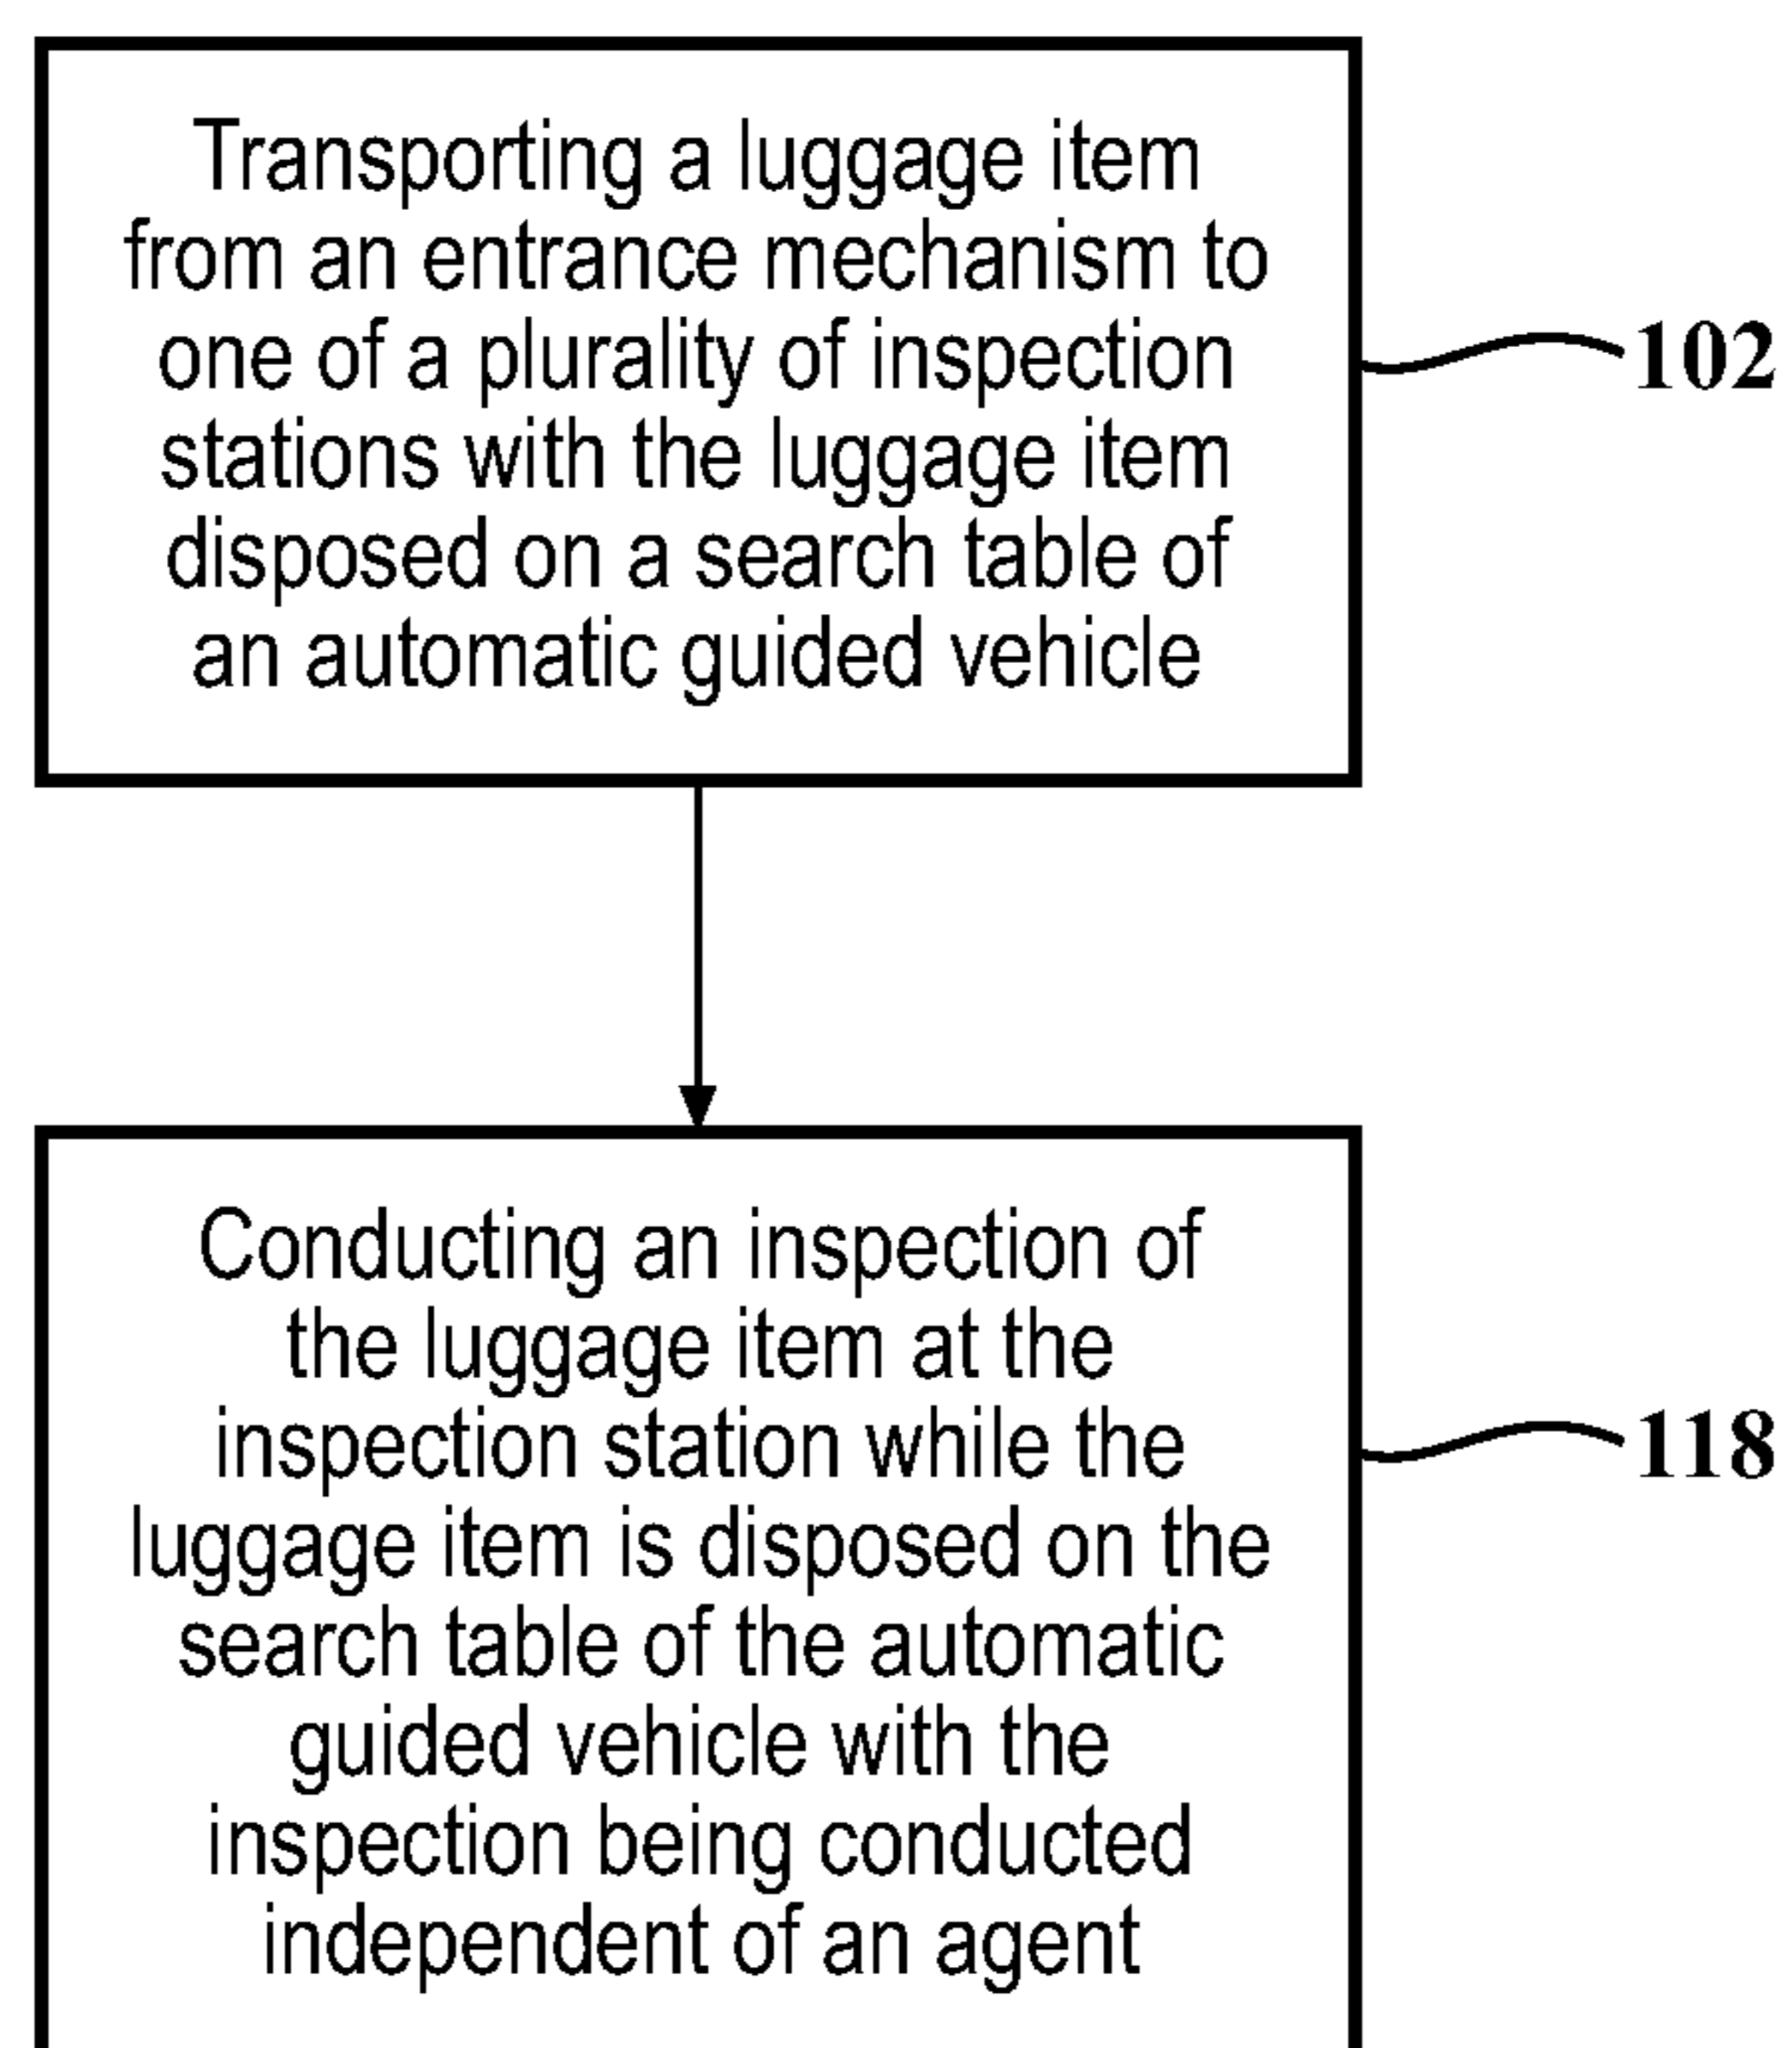 Transporting a luggage item
from an entrance mechanism to
one of a plurality of inspection
stations with the luggage item
disposed on a search table of
an automatic guided vehicle
102
Conducting an inspection of
the luggage item at the
inspection station while the
luggage item is disposed on the
search table of the automatic
guided vehicle with the
inspection being conducted
independent of an agent
118